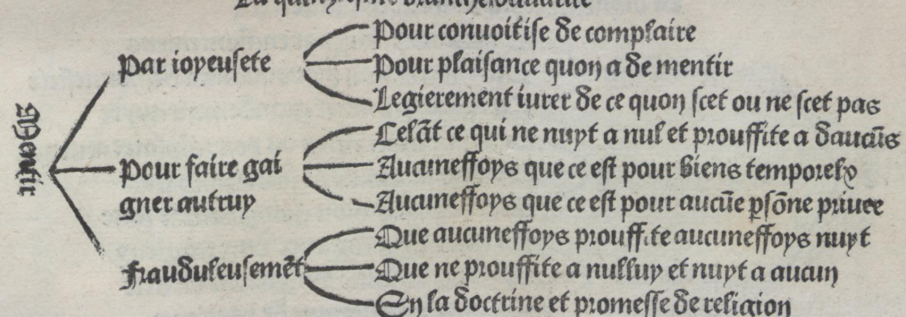 Pour conuoitise de complaire
Par ioyeusete
Pour plaisance quon a de mentir
Legierement iurer de ce quon scet ou ne scet pas
Mentir
Celāt ce qui ne nuyt a nul et prouffite a daucūs
Pour faire gai
gner autruy
Aucuneffoys que ce est pour biens temporelx
Aucuneffoys que ce est pour aucūe psōne priuee
Que aucuneffoys prouffite aucuneffoys nuyt
frauduleusemēt
Que ne prouffite a nulluy et nuyt a aucun
En la doctrine et promesse de religion